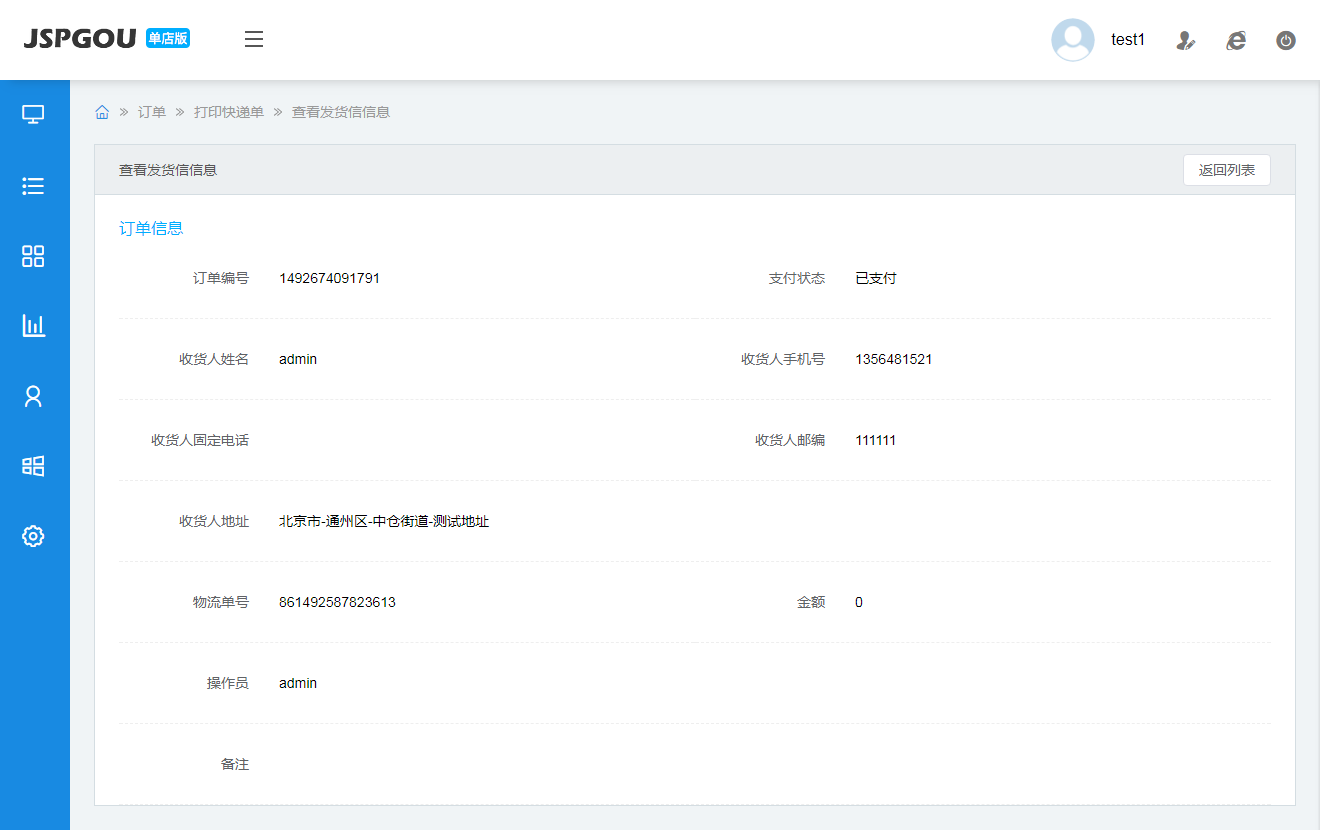 JSPGOU 单店版
test1
订单 » 打印快递单 » 查看发货信信息
查看发货信信息
返回列表
订单信息
订单编号 1492674091791 支付状态 已支付
收货人姓名 admin 收货人手机号 1356481521
收货人固定电话 收货人邮编 111111
收货人地址 北京市-通州区-中仓街道-测试地址
物流单号 861492587823613 金额 0
操作员 admin
备注